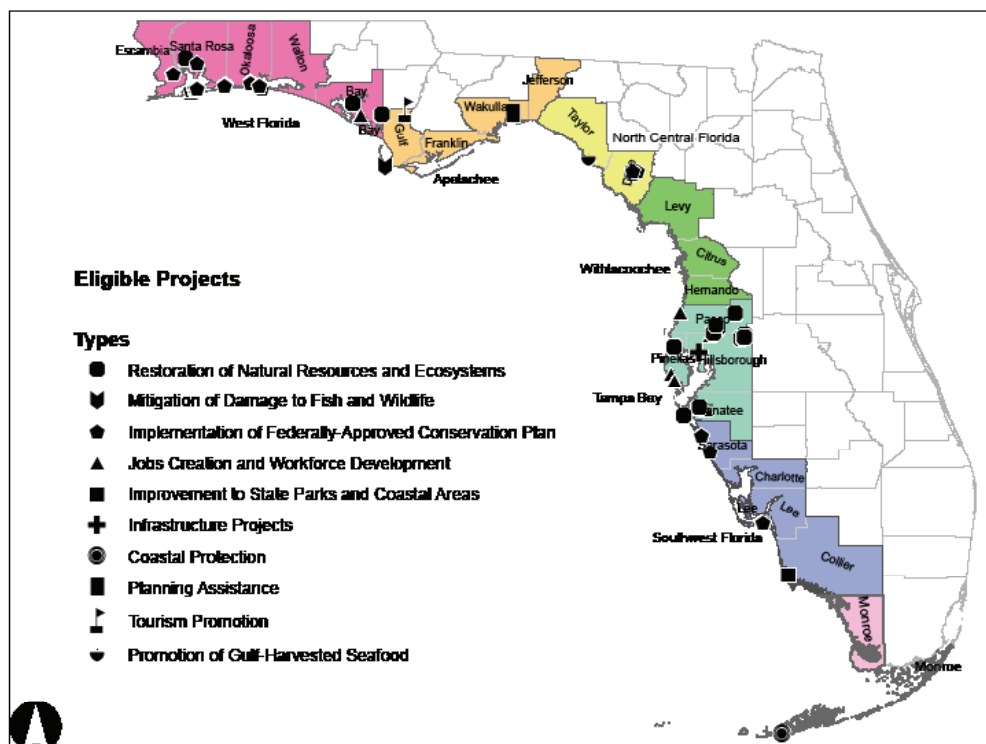 Escambia
Santa Rosa
Okaloosa
Walton
Bay
Bay
West Florida
Gulf
Franklin
Wakulla
Jefferson
Apalachee
Taylor
North Central Florida
Levy
Citrus
Withlacoochee
Hernando
Pasco
Pinellas
Hillsborough
Tampa Bay
Manatee
Sarasota
Charlotte
Lee
Lee
Southwest Florida
Collier
Monroe
Monroe
Eligible Projects
Types
Restoration of Natural Resources and Ecosystems
Mitigation of Damage to Fish and Wildlife
Implementation of Federally-Approved Conservation Plan
Jobs Creation and Workforce Development
Improvement to State Parks and Coastal Areas
Infrastructure Projects
Coastal Protection
Planning Assistance
Tourism Promotion
Promotion of Gulf-Harvested Seafood